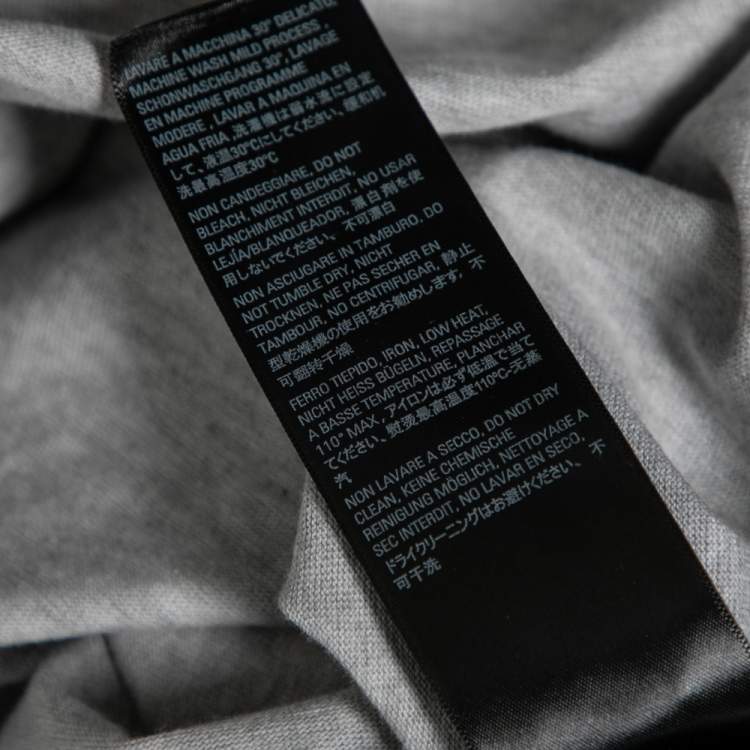 LAVARE A MACCHINA 30° DELICATO,
MACHINE WASH MILD PROCESS,
SCHONWASCHGANG 30°, LAVAGE
EN MACHINE PROGRAMME
MODERE, LAVAR A MAQUINA EN
AGUA FRIA, 洗濯機は弱水流に設定
して、液温30℃にしてください、缓和机
洗最高温度30℃
NON CANDEGGIARE, DO NOT
BLEACH, NICHT BLEICHEN,
BLANCHIMENT INTERDIT, NO USAR
LEJÍA/BLANQUEADOR, 漂白剤を使
用しないでください、不可漂白
NON ASCIUGARE IN TAMBURO, DO
NOT TUMBLE DRY, NICHT
TROCKNEN, NE PAS SECHER EN
TAMBOUR, NO CENTRIFUGAR, 静止
型乾燥機の使用をお勧めします、不
可翻转干燥
FERRO TIEPIDO, IRON, LOW HEAT,
NICHT HEISS BÜGELN, REPASSAGE
A BASSE TEMPERATURE, PLANCHAR
110° MAX, アイロンは必ず低温で当て
てください、熨烫最高温度110℃-无蒸
汽
NON LAVARE A SECCO, DO NOT DRY
CLEAN, KEINE CHEMISCHE
REINIGUNG MÖGLICH, NETTOYAGE A
SEC INTERDIT, NO LAVAR EN SECO,
ドライクリーニングはお避けください、不
可干洗